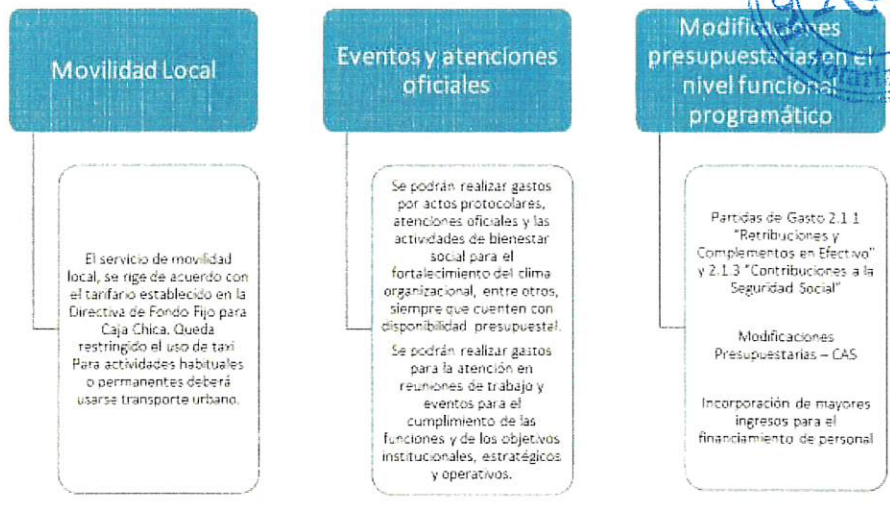 Movilidad Local
El servicio de movilidad
local, se rige de acuerdo con
el tarifario establecido en la
Directiva de Fondo Fijo para
Caja Chica. Queda
restringido el uso de taxi
Para actividades habituales
o permanentes deberá
usarse transporte urbano.
Eventos y atenciones
oficiales
Se podrán realizar gastos
por actos protocolares,
atenciones oficiales y las
actividades de bienestar
social para el
fortalecimiento del clima
organizacional, entre otros,
siempre que cuenten con
disponibilidad presupuestal.
Se podrán realizar gastos
para la atención en
reuniones de trabajo y
eventos para el
cumplimiento de las
funciones y de los objetivos
institucionales, estratégicos
y operativos.
Modificaciones
presupuestarias en el
nivel funcional
programático
Partidas de Gasto 2.1.1
"Retribuciones y
Complementos en Efectivo"
y 2.1.3 "Contribuciones a la
Seguridad Social"
Modificaciones
Presupuestarias – CAS
Incorporación de mayores
ingresos para el
financiamiento de personal